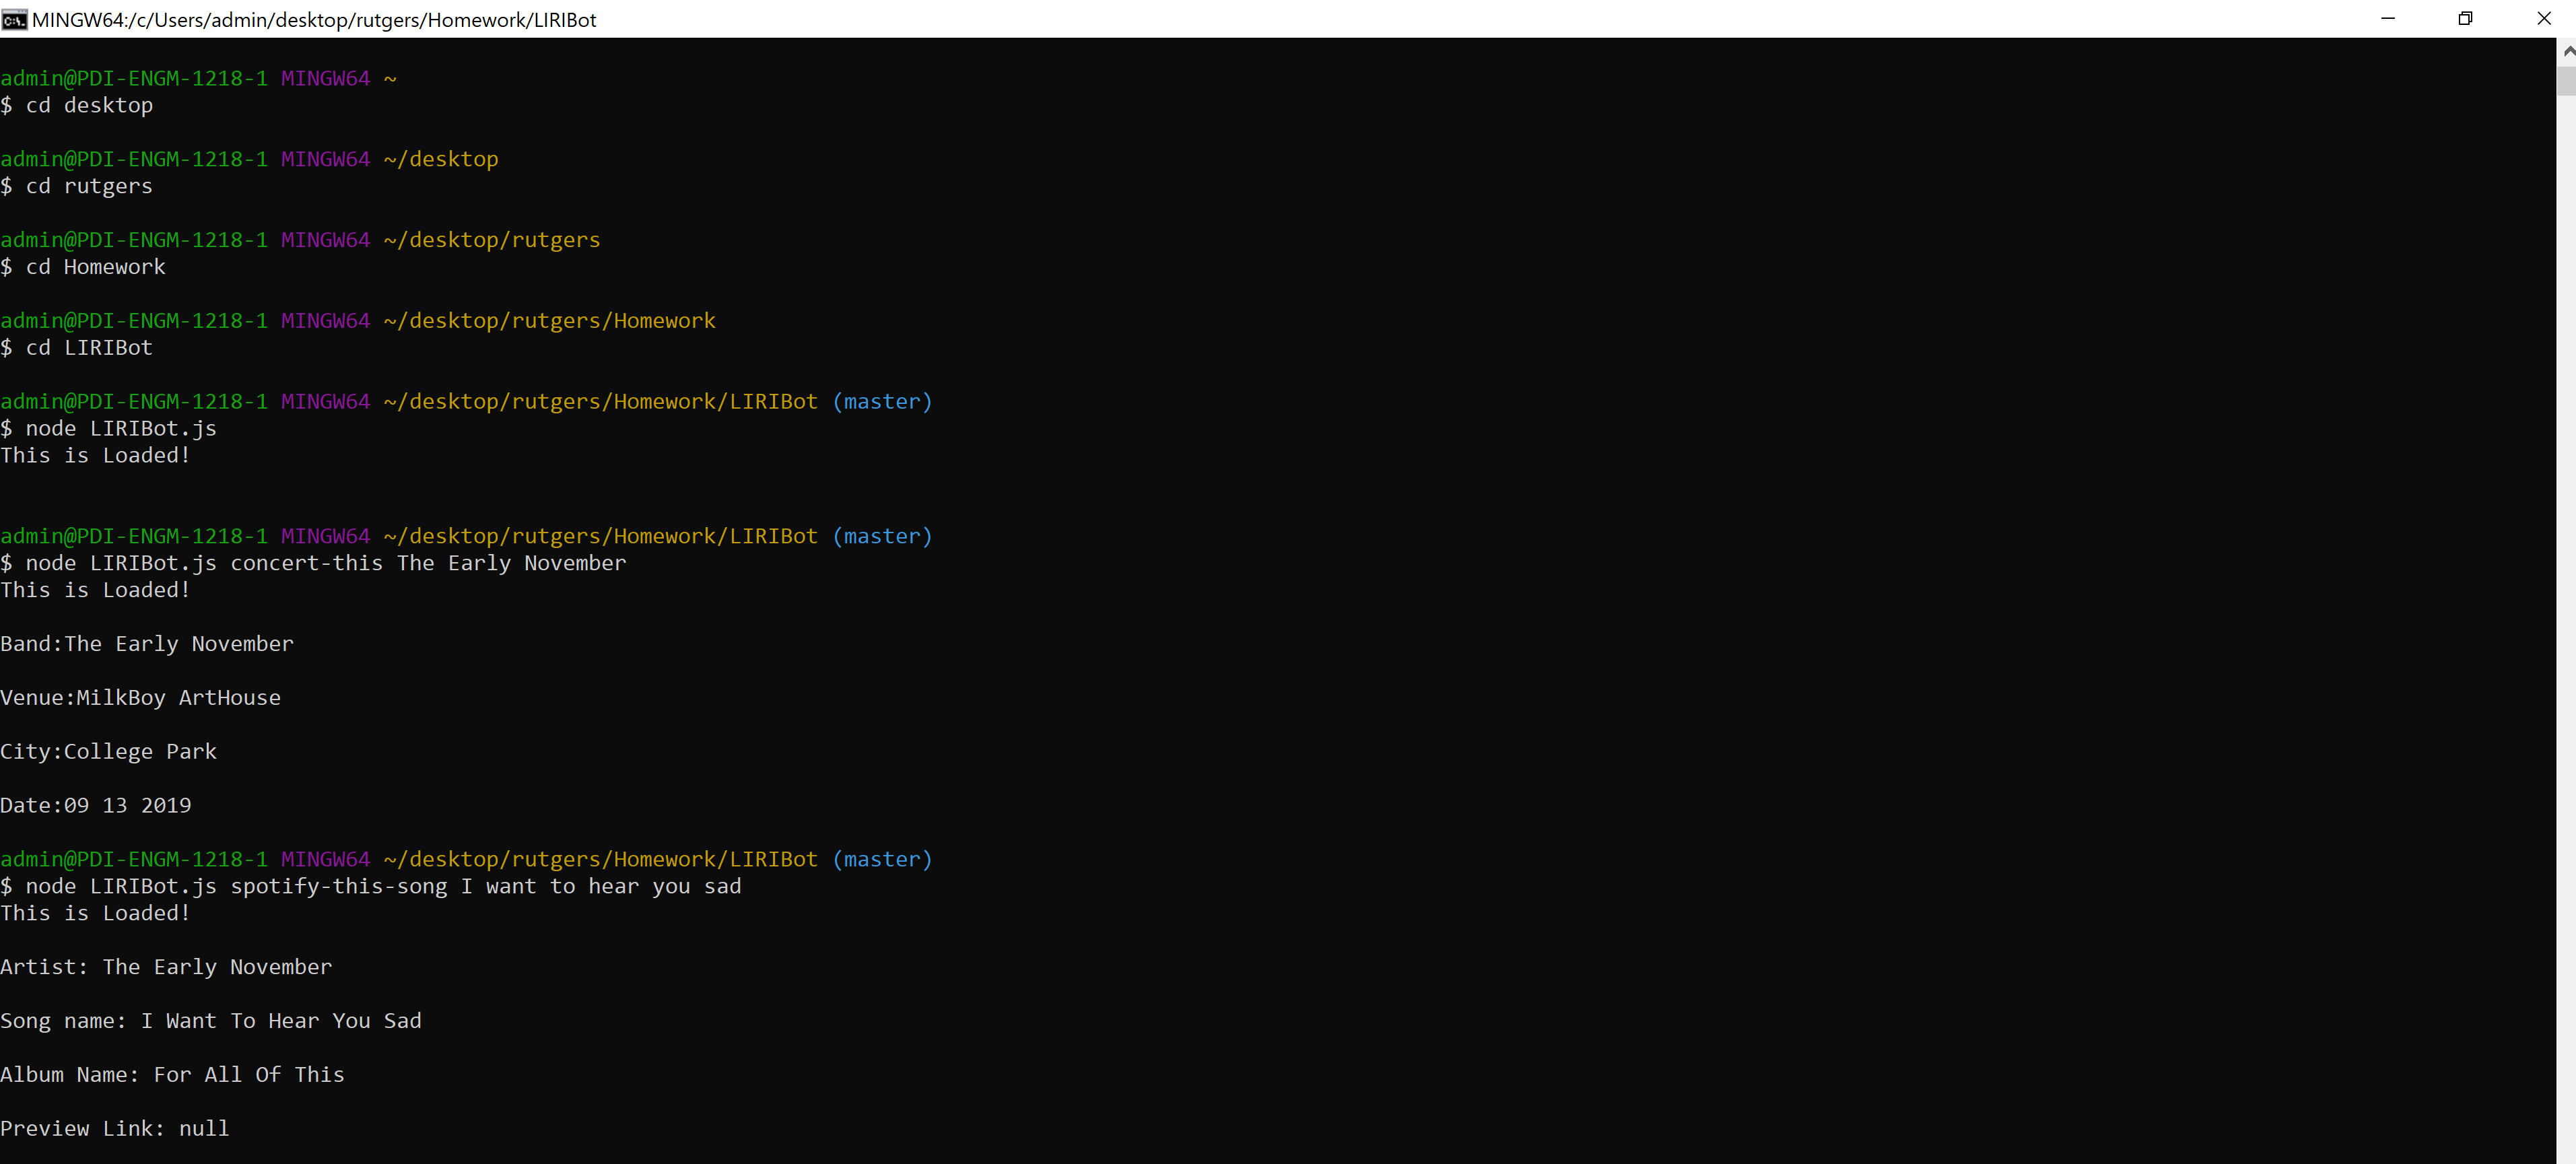 MINGW64:/c/Users/admin/desktop/rutgers/Homework/LIRIBot
admin@PDI-ENGM-1218-1 MINGW64 ~
$ cd desktop
admin@PDI-ENGM-1218-1 MINGW64 ~/desktop
$ cd rutgers
admin@PDI-ENGM-1218-1 MINGW64 ~/desktop/rutgers
$ cd Homework
admin@PDI-ENGM-1218-1 MINGW64 ~/desktop/rutgers/Homework
$ cd LIRIBot
admin@PDI-ENGM-1218-1 MINGW64 ~/desktop/rutgers/Homework/LIRIBot (master)
$ node LIRIBot.js
This is Loaded!
admin@PDI-ENGM-1218-1 MINGW64 ~/desktop/rutgers/Homework/LIRIBot (master)
$ node LIRIBot.js concert-this The Early November
This is Loaded!
Band:The Early November
Venue:MilkBoy ArtHouse
City:College Park
Date:09 13 2019
admin@PDI-ENGM-1218-1 MINGW64 ~/desktop/rutgers/Homework/LIRIBot (master)
$ node LIRIBot.js spotify-this-song I want to hear you sad
This is Loaded!
Artist: The Early November
Song name: I Want To Hear You Sad
Album Name: For All Of This
Preview Link: null